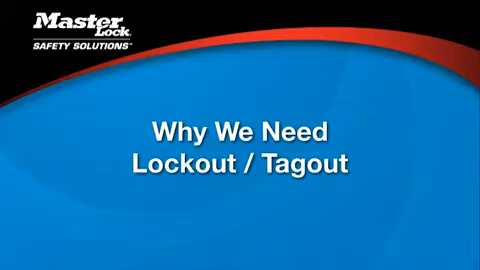 Master Lock
SAFETY SOLUTIONS™
Why We Need
Lockout / Tagout